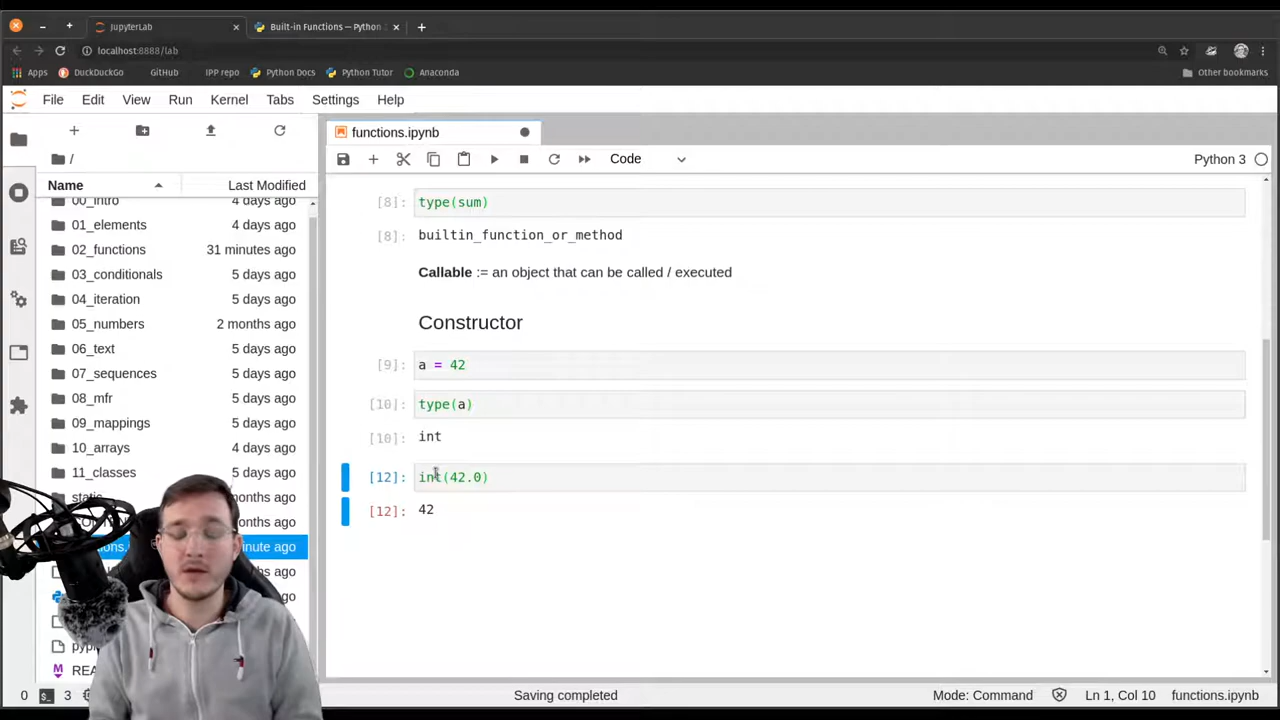 JupyterLab
Built-in Functions — Python
localhost:8888/lab
Apps DuckDuckGo GitHub IPP repo Python Docs Python Tutor Anaconda Other bookmarks
File Edit View Run Kernel Tabs Settings Help
functions.ipynb
/
Code Python 3
Name Last Modified
00_intro 4 days ago
01_elements 4 days ago
02_functions 31 minutes ago
03_conditionals 5 days ago
04_iteration 5 days ago
05_numbers 2 months ago
06_text 5 days ago
07_sequences 5 days ago
08_mfr 5 days ago
09_mappings 5 days ago
10_arrays 4 days ago
11_classes 5 days ago
static
ago
ago
ago
[8]: type(sum)
[8]: builtin_function_or_method
Callable := an object that can be called / executed
Constructor
[9]: a = 42
[10]: type(a)
[10]: int
[12]: int(42.0)
[12]: 42
0 3 Saving completed Mode: Command Ln 1, Col 10 functions.ipynb